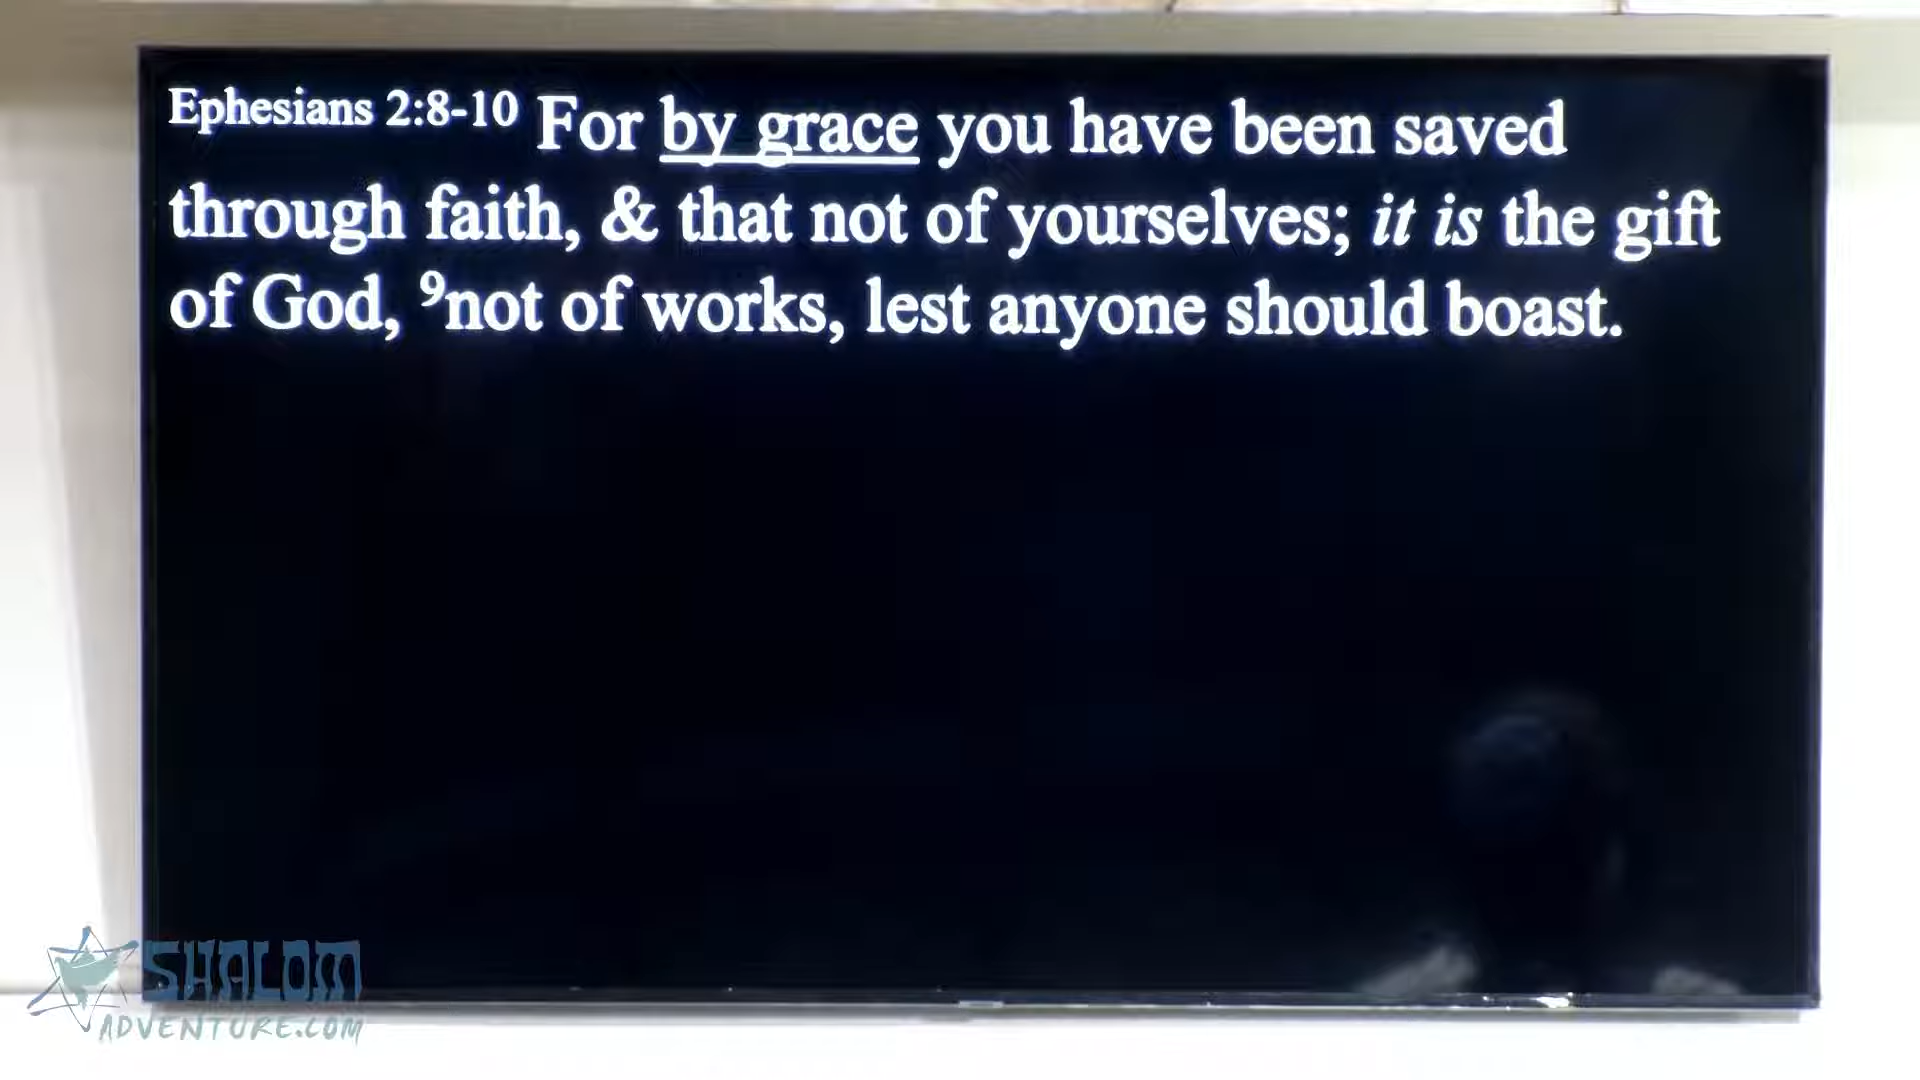 Ephesians 2:8-10 For by grace you have been saved
through faith, & that not of yourselves; it is the gift
of God, 9not of works, lest anyone should boast.
SHALOM
ADVENTURE.COM